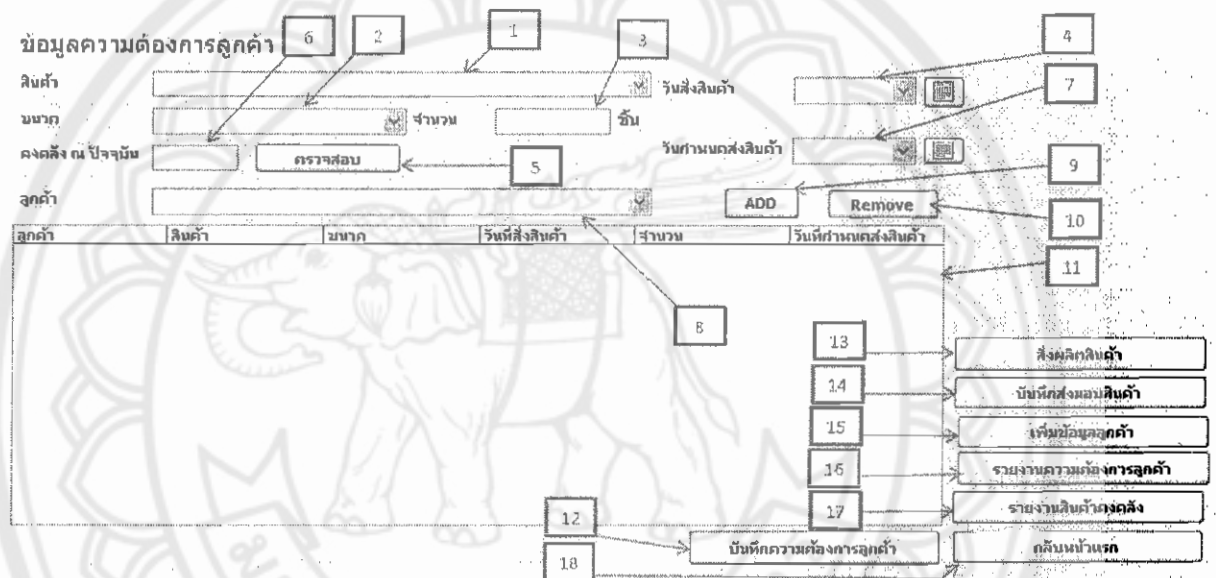 ข้อมูลความต้องการลูกค้า 6 2 1 3 4
สินค้า วันสั่งสินค้า
7
ขนาด จำนวน ชิ้น
คงคลัง ณ ปัจจุบัน ตรวจสอบ 5 วันกำหนดส่งสินค้า
9
ลูกค้า ADD Remove
10
ลูกค้า สินค้า ขนาด วันที่สั่งสินค้า จำนวน วันที่กำหนดส่งสินค้า
11
8
13 สั่งผลิตสินค้า
14 บันทึกส่งมอบสินค้า
15 เพิ่มข้อมูลลูกค้า
16 รายงานความต้องการลูกค้า
17 รายงานสินค้าคงคลัง
12 บันทึกความต้องการลูกค้า กลับหน้าแรก
18